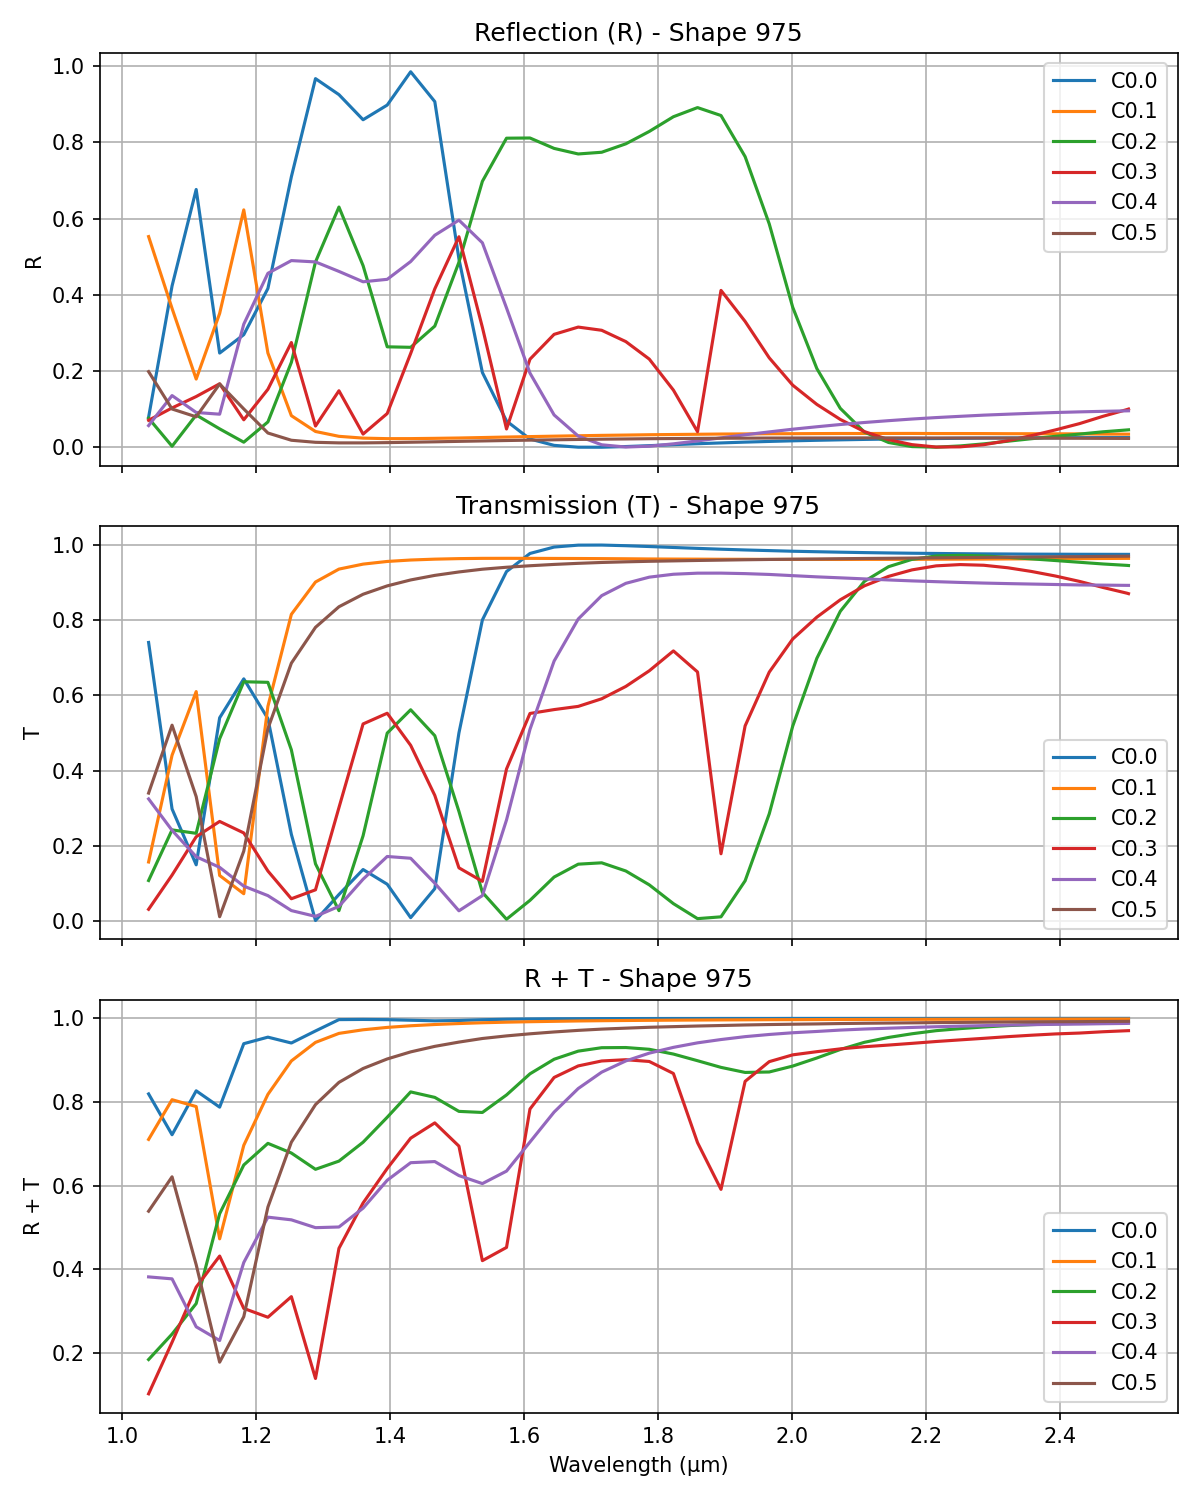 Reflection (R) - Shape 975
1.0
0.8
0.6
0.4
0.2
0.0
R
C0.0
C0.1
C0.2
C0.3
C0.4
C0.5
Transmission (T) - Shape 975
1.0
0.8
0.6
0.4
0.2
0.0
T
C0.0
C0.1
C0.2
C0.3
C0.4
C0.5
R + T - Shape 975
1.0
0.8
0.6
0.4
0.2
R + T
C0.0
C0.1
C0.2
C0.3
C0.4
C0.5
1.0 1.2 1.4 1.6 1.8 2.0 2.2 2.4
Wavelength (μm)